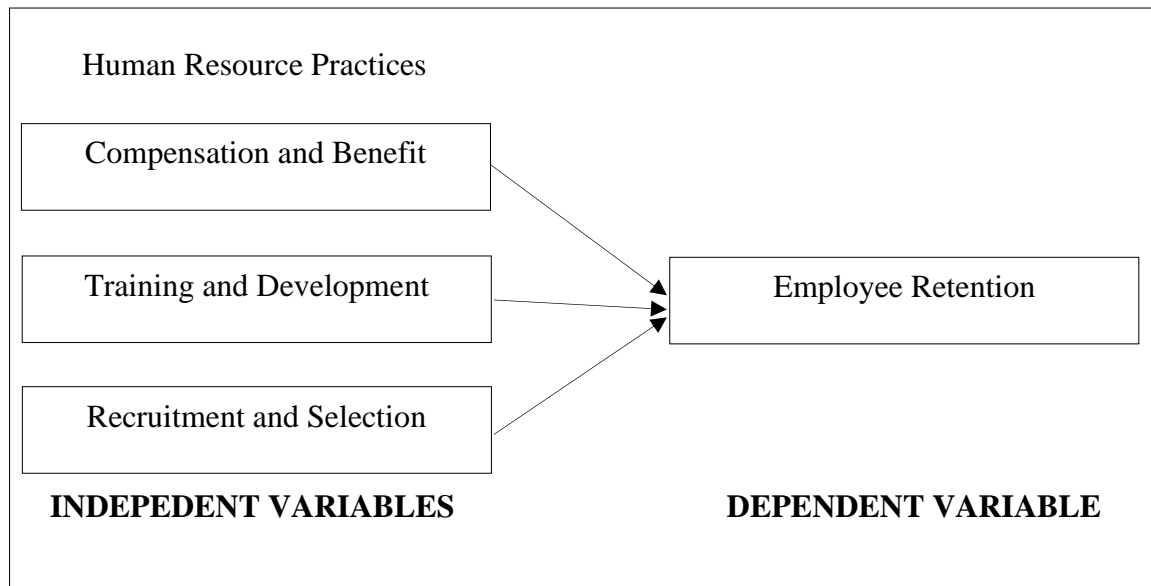 Human Resource Practices
Compensation and Benefit
Training and Development
Employee Retention
Recruitment and Selection
INDEPEDENT VARIABLES
DEPENDENT VARIABLE